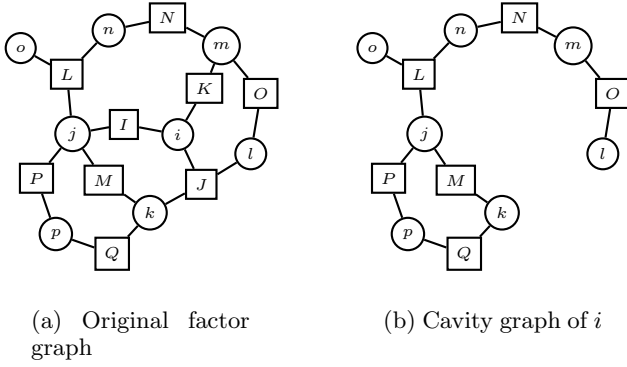 n N m
o L K O
j I i l
P M J
k
p Q
n N m
o L O
j l
P M
k
p Q
(a) Original factor
graph
(b) Cavity graph of i